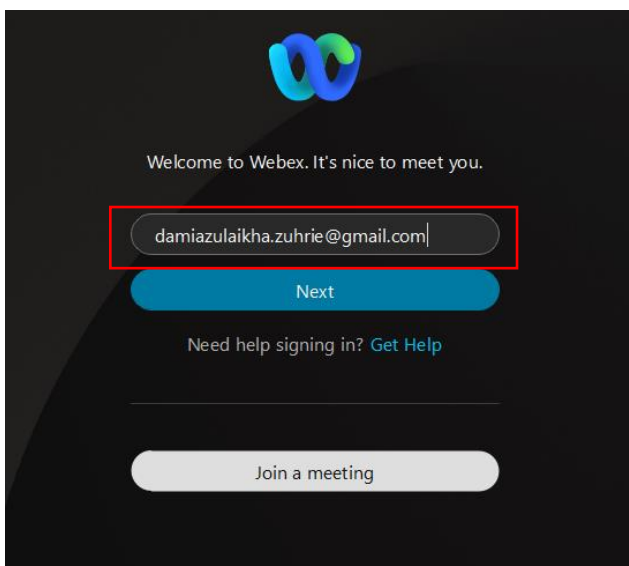 Welcome to Webex. It's nice to meet you.
damiazulaikha.zuhrie@gmail.com
Next
Need help signing in? Get Help
Join a meeting